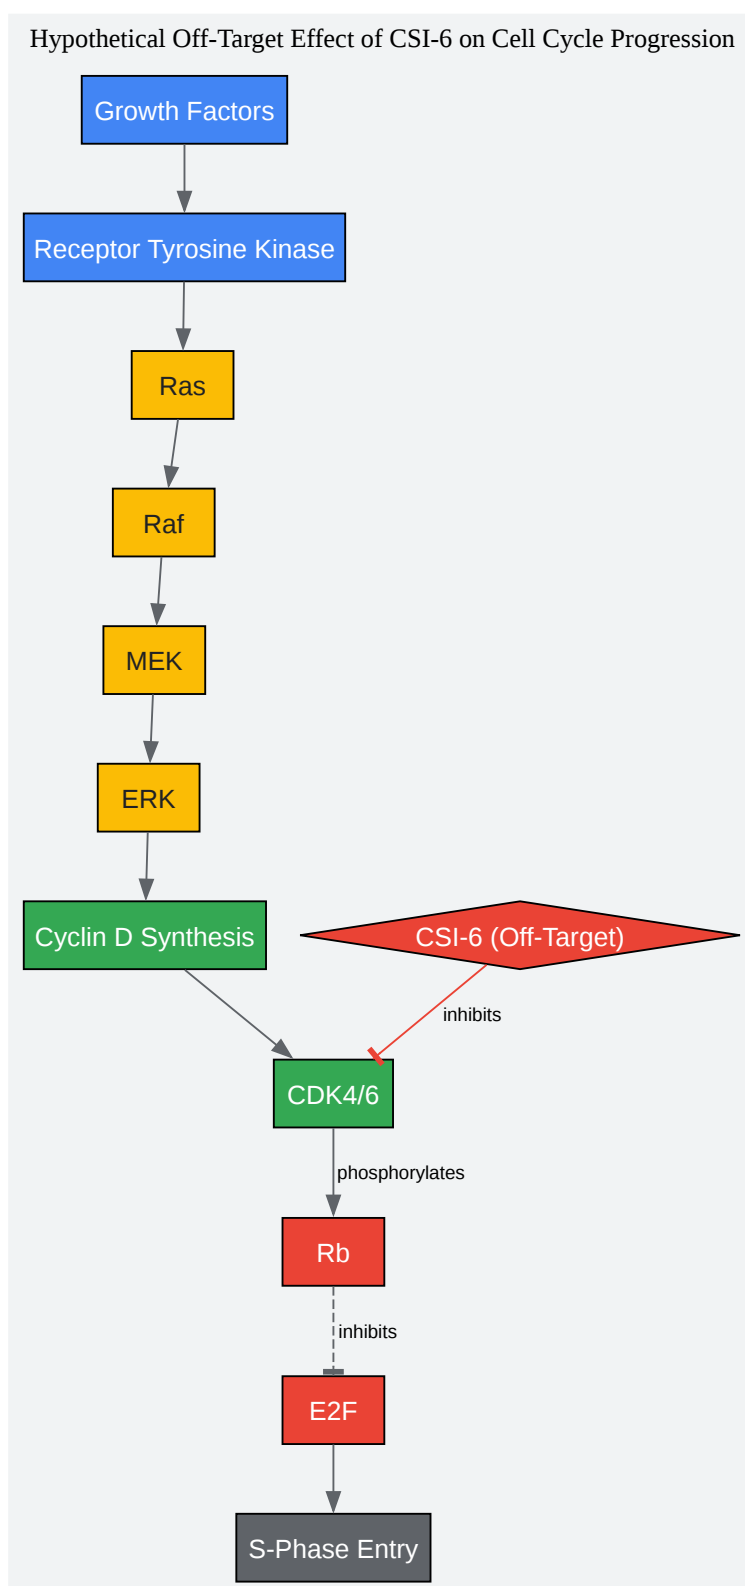 Hypothetical Off-Target Effect of CSI-6 on Cell Cycle Progression
Growth Factors
Receptor Tyrosine Kinase
Ras
Raf
MEK
ERK
Cyclin D Synthesis
CSI-6 (Off-Target)
inhibits
CDK4/6
phosphorylates
Rb
inhibits
E2F
S-Phase Entry